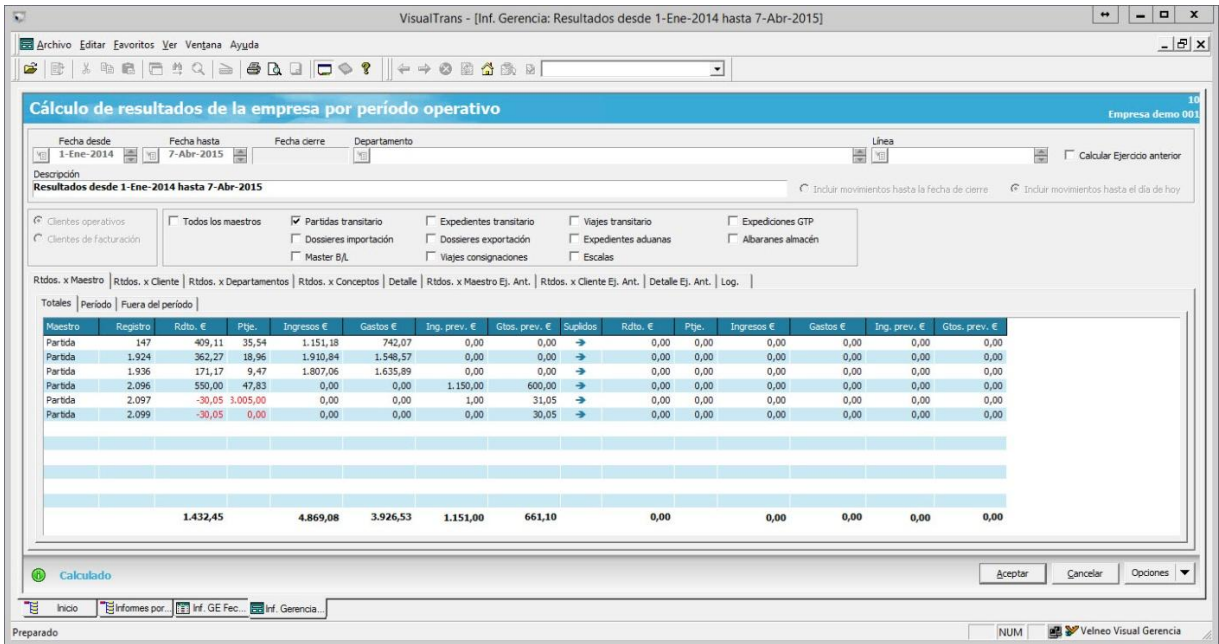 VisualTrans - [Inf. Gerencia: Resultados desde 1-Ene-2014 hasta 7-Abr-2015]
Archivo Editar Favoritos Ver Ventana Ayuda
Cálculo de resultados de la empresa por período operativo
10
Empresa demo 001
Fecha desde Fecha hasta Fecha cierre Departamento Línea
1-Ene-2014 7-Abr-2015 Calcular Ejercicio anterior
Descripción
Resultados desde 1-Ene-2014 hasta 7-Abr-2015 Incluir movimientos hasta la fecha de cierre Incluir movimientos hasta el día de hoy
Clientes operativos Todos los maestros Partidas transitario Expedientes transitario Viajes transitario Expediciones GTP
Clientes de facturación Dossieres importación Dossieres exportación Expedientes aduanas Albaranes almacén
Master B/L Viajes consignaciones Escalas
Rtdos. x Maestro Rtdos. x Cliente Rtdos. x Departamentos Rtdos. x Conceptos Detalle Rtdos. x Maestro Ej. Ant. Rtdos. x Cliente Ej. Ant. Detalle Ej. Ant. Log.
Totales Período Fuera del período
Maestro Registro Rdto. € Ptje. Ingresos € Gastos € Ing. prev. € Gtos. prev. € Suplidos Rdto. € Ptje. Ingresos € Gastos € Ing. prev. € Gtos. prev. €
Partida 147 409,11 35,54 1.151,18 742,07 0,00 0,00 0,00 0,00 0,00 0,00 0,00 0,00
Partida 1.924 362,27 18,96 1.910,84 1.548,57 0,00 0,00 0,00 0,00 0,00 0,00 0,00 0,00
Partida 1.936 171,17 9,47 1.807,06 1.635,89 0,00 0,00 0,00 0,00 0,00 0,00 0,00 0,00
Partida 2.096 550,00 47,83 0,00 0,00 1.150,00 600,00 0,00 0,00 0,00 0,00 0,00 0,00
Partida 2.097 -30,05 3.005,00 0,00 0,00 1,00 31,05 0,00 0,00 0,00 0,00 0,00 0,00
Partida 2.099 -30,05 0,00 0,00 0,00 0,00 30,05 0,00 0,00 0,00 0,00 0,00 0,00
1.432,45 4.869,08 3.926,53 1.151,00 661,10 0,00 0,00 0,00 0,00 0,00
Calculado Aceptar Cancelar Opciones
Inicio Informes por... Inf. GE Fec... Inf. Gerencia...
Preparado NUM Velneo Visual Gerencia